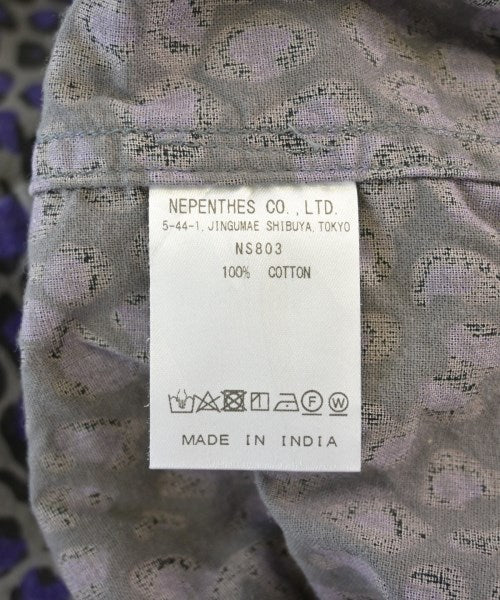 NEPENTHES CO., LTD.
5-44-1, JINGUMAE SHIBUYA, TOKYO
NS803
100% COTTON
F W
MADE IN INDIA